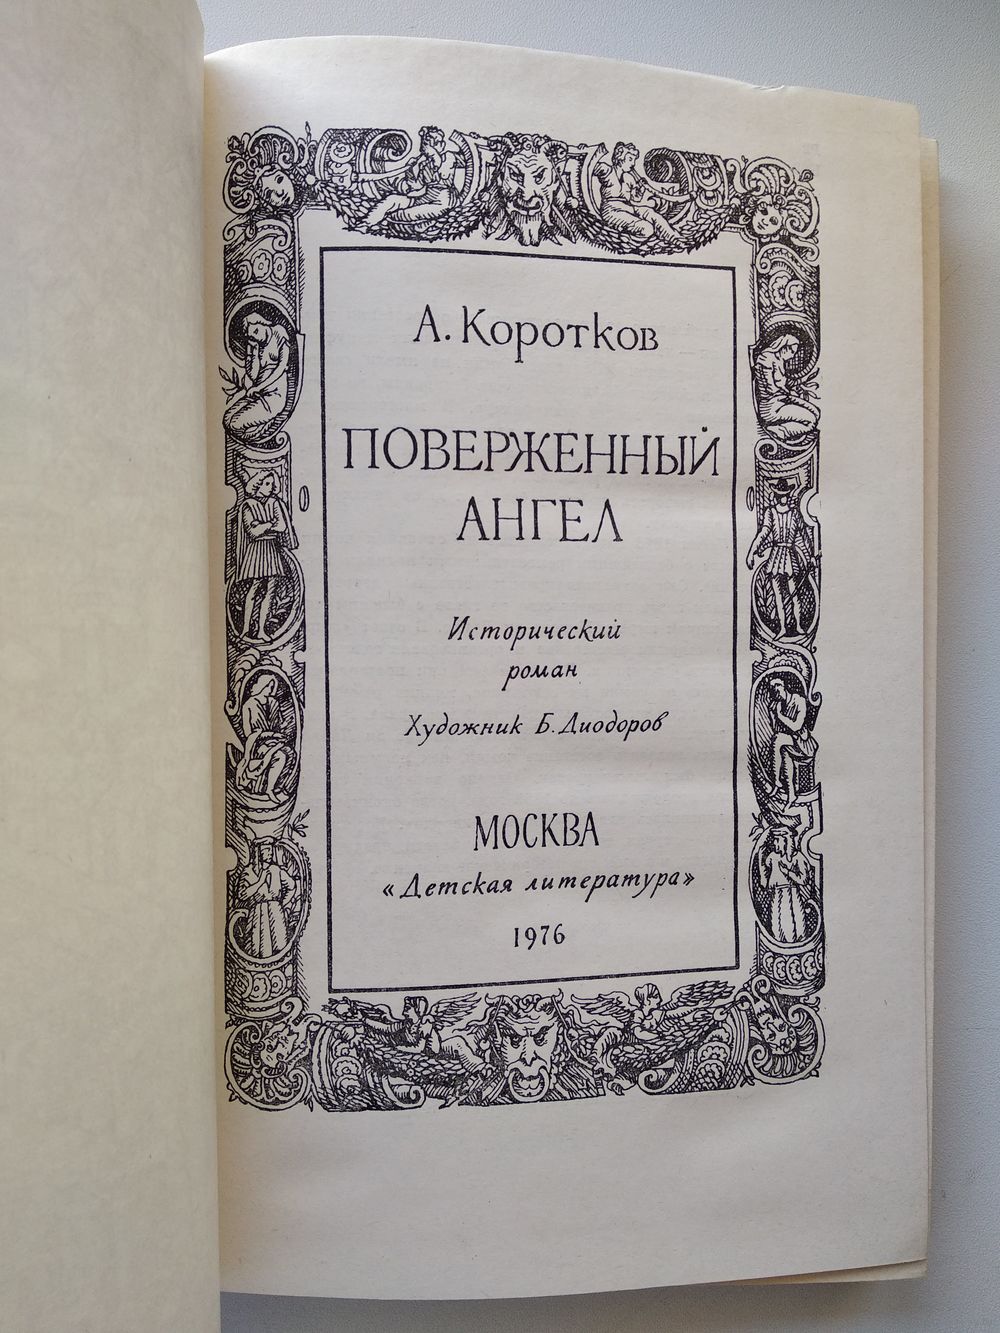 А. Коротков
ПОВЕРЖЕННЫЙ
АНГЕЛ
Исторический
роман
Художник Б. Диодоров
МОСКВА
«Детская литература»
1976